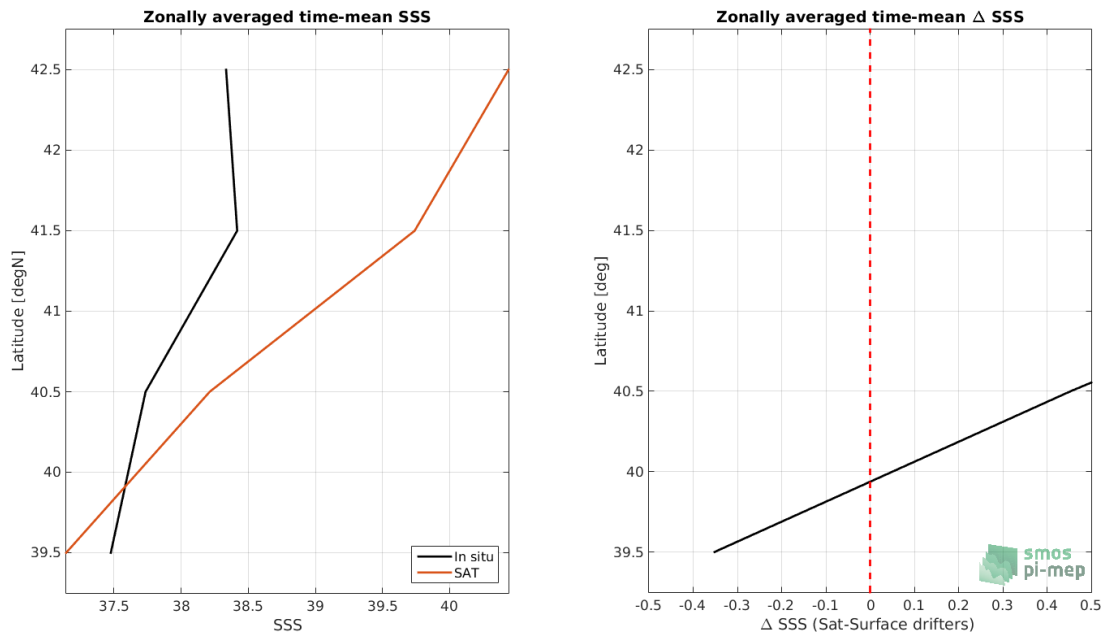 Zonally averaged time-mean SSS
42.5
42
41.5
41
40.5
40
39.5
Latitude [degN]
37.5 38 38.5 39 39.5 40
SSS
In situ
SAT
Zonally averaged time-mean Δ SSS
42.5
42
41.5
41
40.5
40
39.5
Latitude [deg]
-0.5 -0.4 -0.3 -0.2 -0.1 0 0.1 0.2 0.3 0.4 0.5
Δ SSS (Sat-Surface drifters)
smos
pi-mep